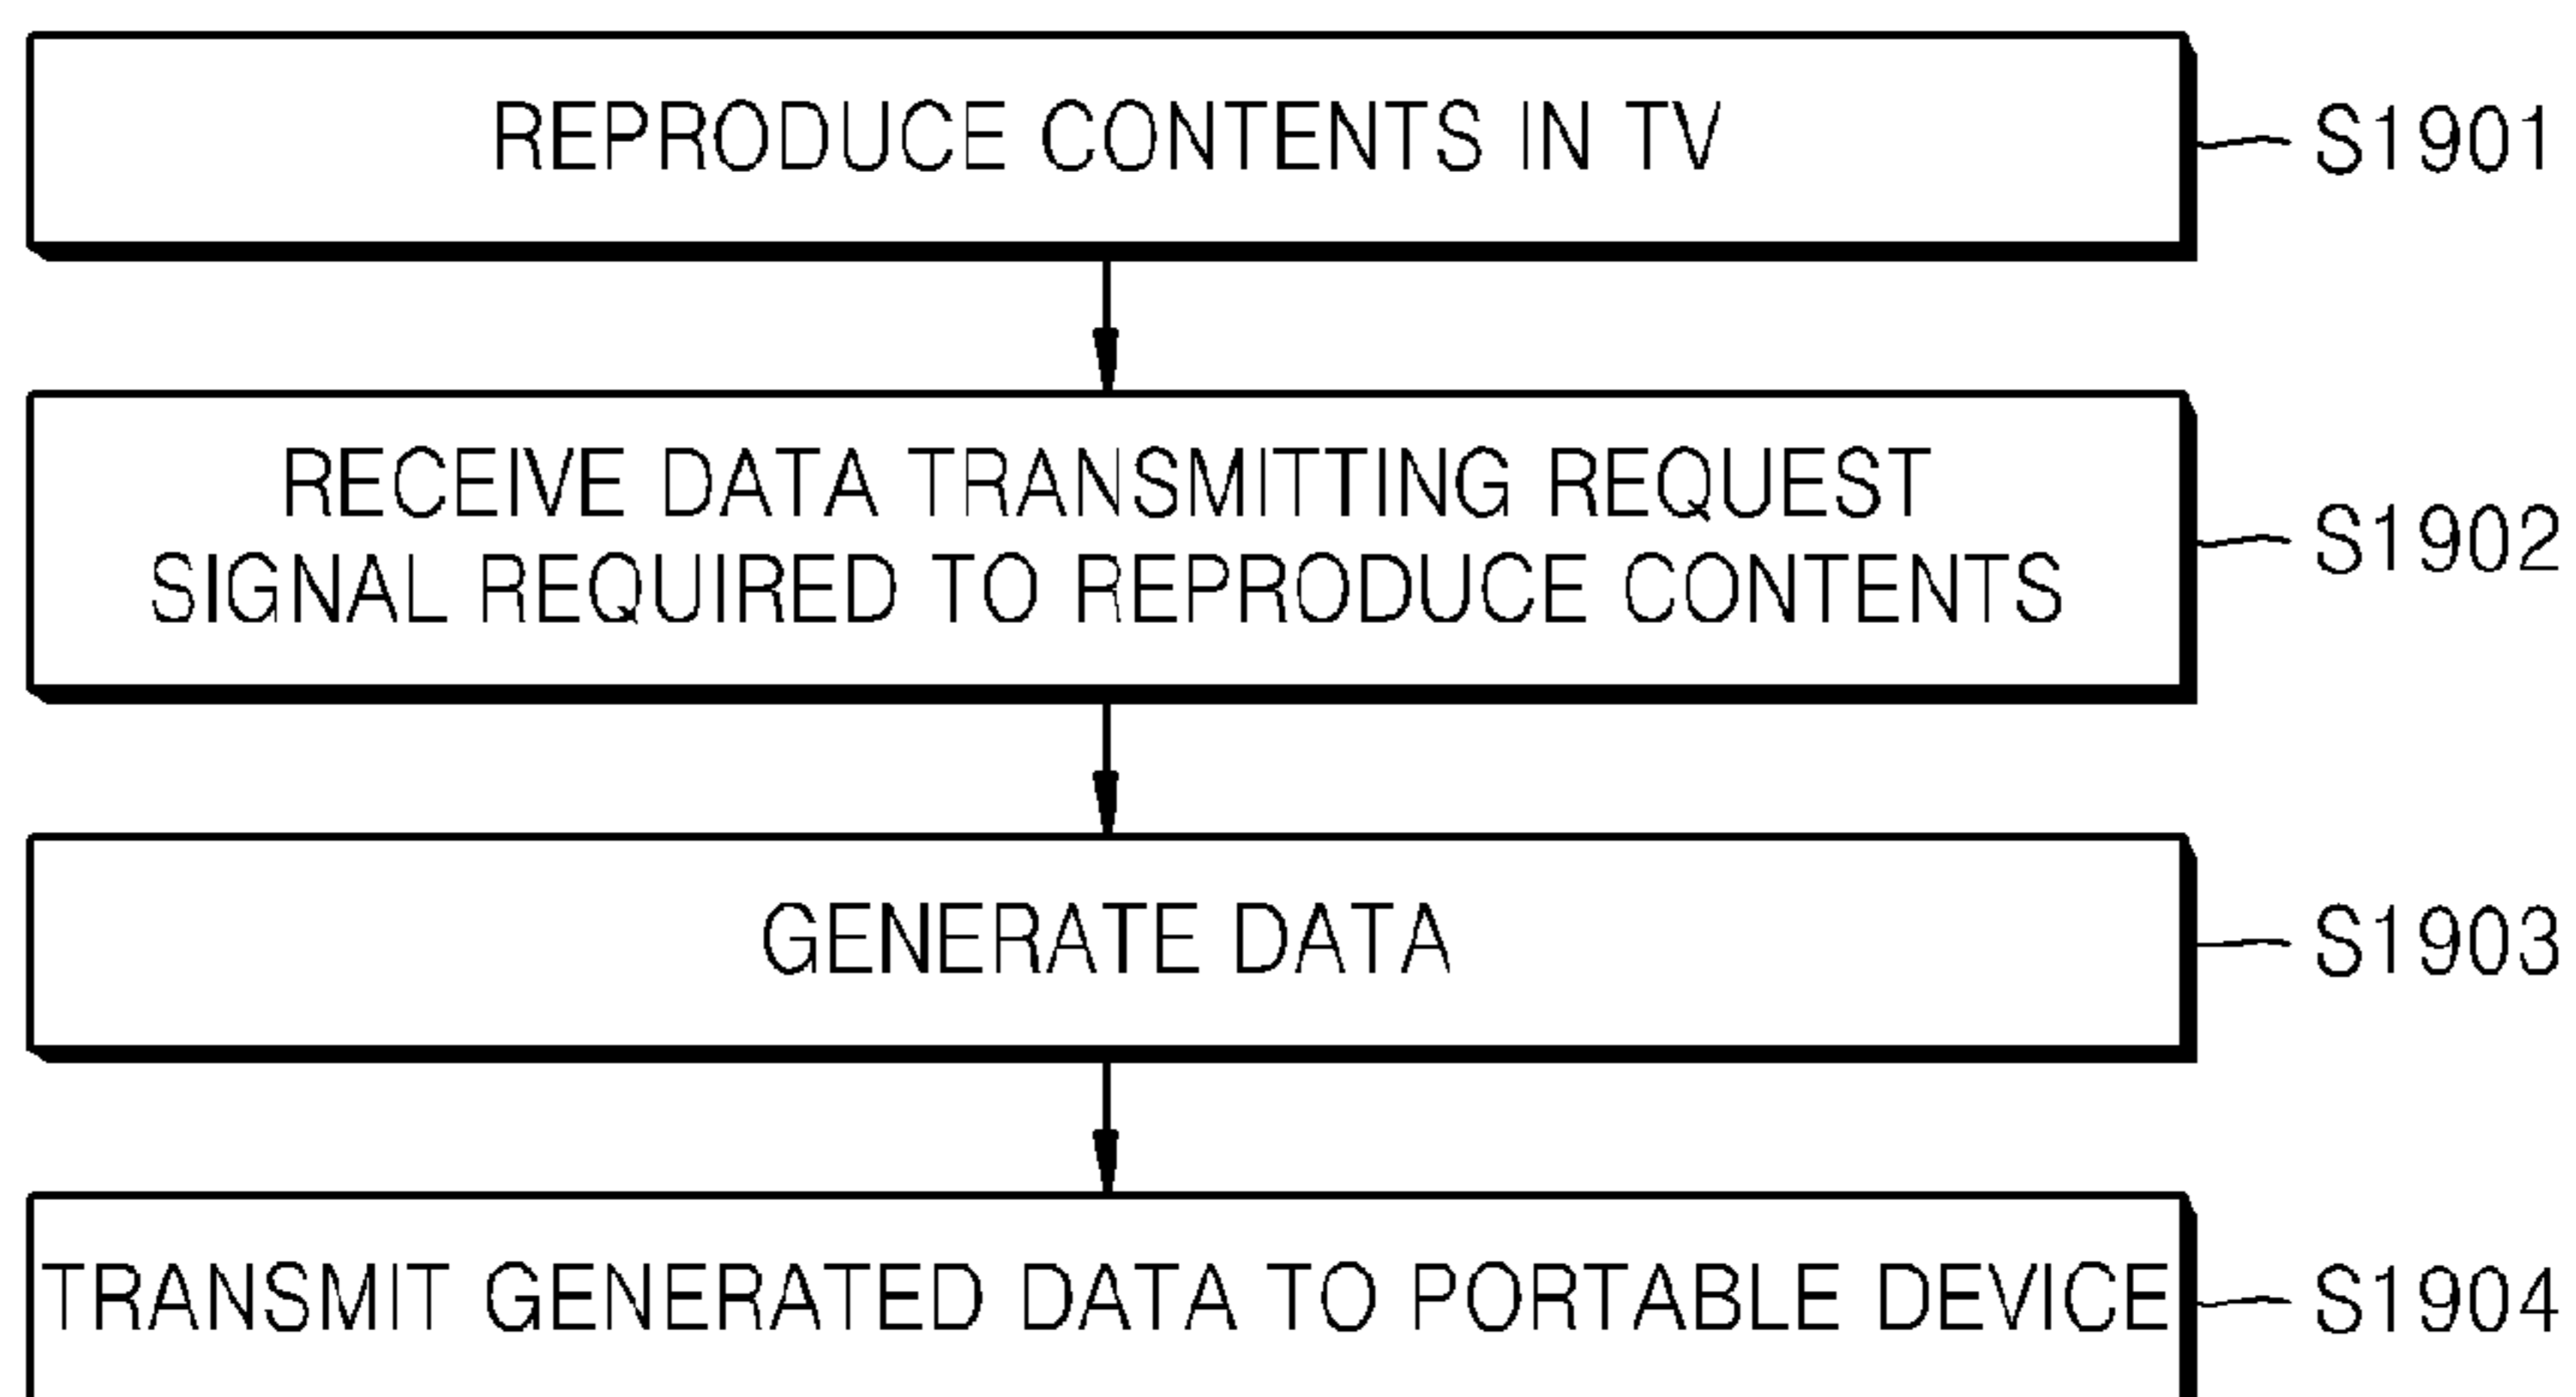 REPRODUCE CONTENTS IN TV
S1901
RECEIVE DATA TRANSMITTING REQUEST
SIGNAL REQUIRED TO REPRODUCE CONTENTS
S1902
GENERATE DATA
S1903
TRANSMIT GENERATED DATA TO PORTABLE DEVICE
S1904